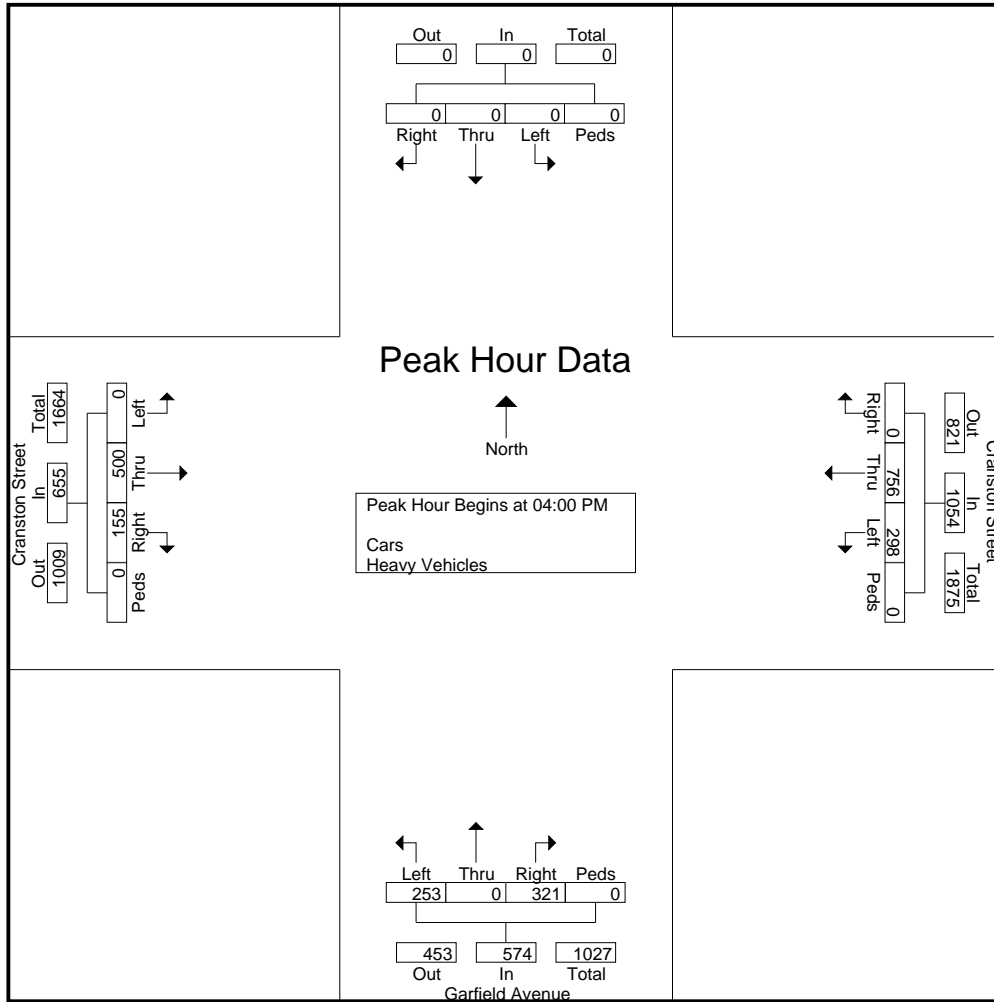 Out In Total
0 0 0
0 0 0 0
Right Thru Left Peds
Peak Hour Data
North
Peak Hour Begins at 04:00 PM
Cars
Heavy Vehicles
Cranston Street
Out In Total
1009 655 1664
0 155 500 0
Peds Right Thru Left
Cranston Street
Out In Total
821 1054 1875
0 756 298 0
Right Thru Left Peds
Left Thru Right Peds
253 0 321 0
453 574 1027
Out In Total
Garfield Avenue